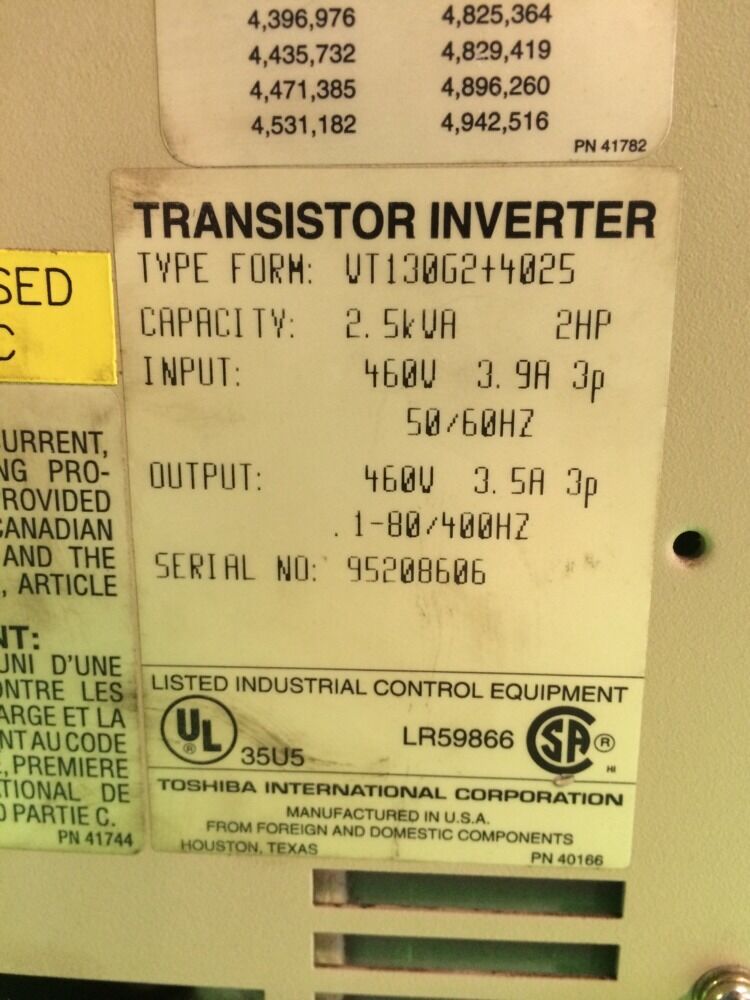 4,396,976 4,825,364
4,435,732 4,829,419
4,471,385 4,896,260
4,531,182 4,942,516
PN 41782
TRANSISTOR INVERTER
TYPE FORM: VT130G2+4025
CAPACITY: 2.5kVA 2HP
INPUT: 460V 3.9A 3p
50/60HZ
OUTPUT: 460V 3.5A 3p
.1-80/400HZ
SERIAL NO: 95208606
LISTED INDUSTRIAL CONTROL EQUIPMENT
UL ® 35U5 LR59866 SA ®
HI
TOSHIBA INTERNATIONAL CORPORATION
MANUFACTURED IN U.S.A.
FROM FOREIGN AND DOMESTIC COMPONENTS
HOUSTON, TEXAS
PN 40166
SED
C
URRENT,
NG PRO-
ROVIDED
CANADIAN
AND THE
, ARTICLE
NT:
UNI D'UNE
ONTRE LES
ARGE ET LA
NT AU CODE
, PREMIERE
TIONAL DE
PARTIE C.
PN 41744